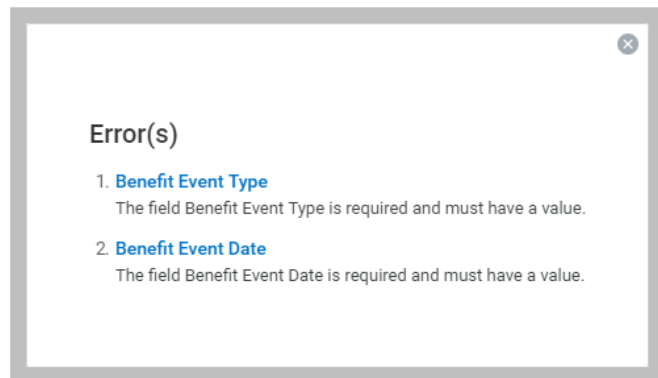 Error(s)
1. Benefit Event Type
The field Benefit Event Type is required and must have a value.
2. Benefit Event Date
The field Benefit Event Date is required and must have a value.